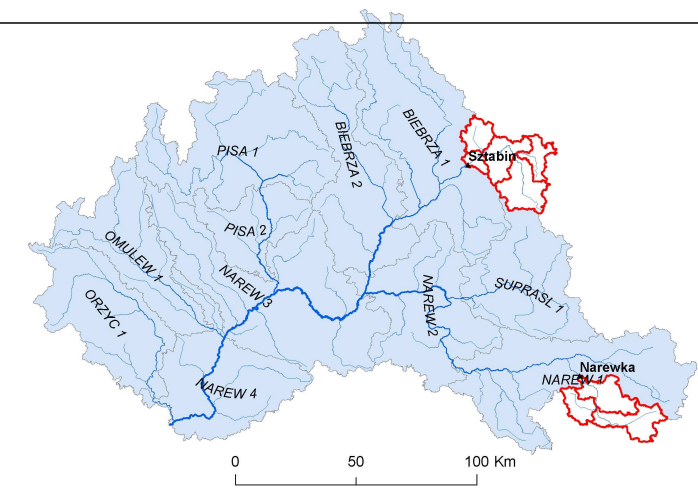 BIEBRZA 1
BIEBRZA 2
PISA 1
Sztabin
PISA 2
OMULEW 1
NAREW 3
ORZYC 1
NAREW 2
SUPRASL 1
Narewka
NAREW 1
NAREW 4
0 50 100 Km